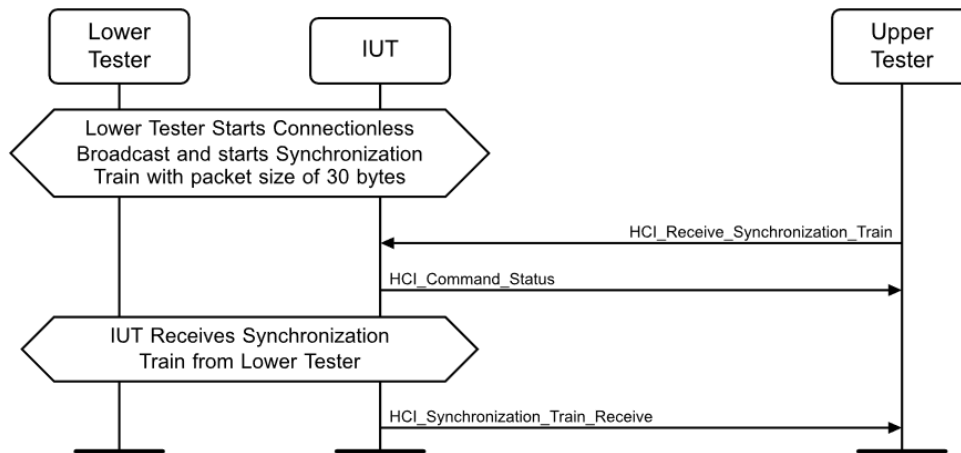 Lower
Tester
IUT
Upper
Tester
Lower Tester Starts Connectionless
Broadcast and starts Synchronization
Train with packet size of 30 bytes
HCI_Receive_Synchronization_Train
HCI_Command_Status
IUT Receives Synchronization
Train from Lower Tester
HCI_Synchronization_Train_Receive